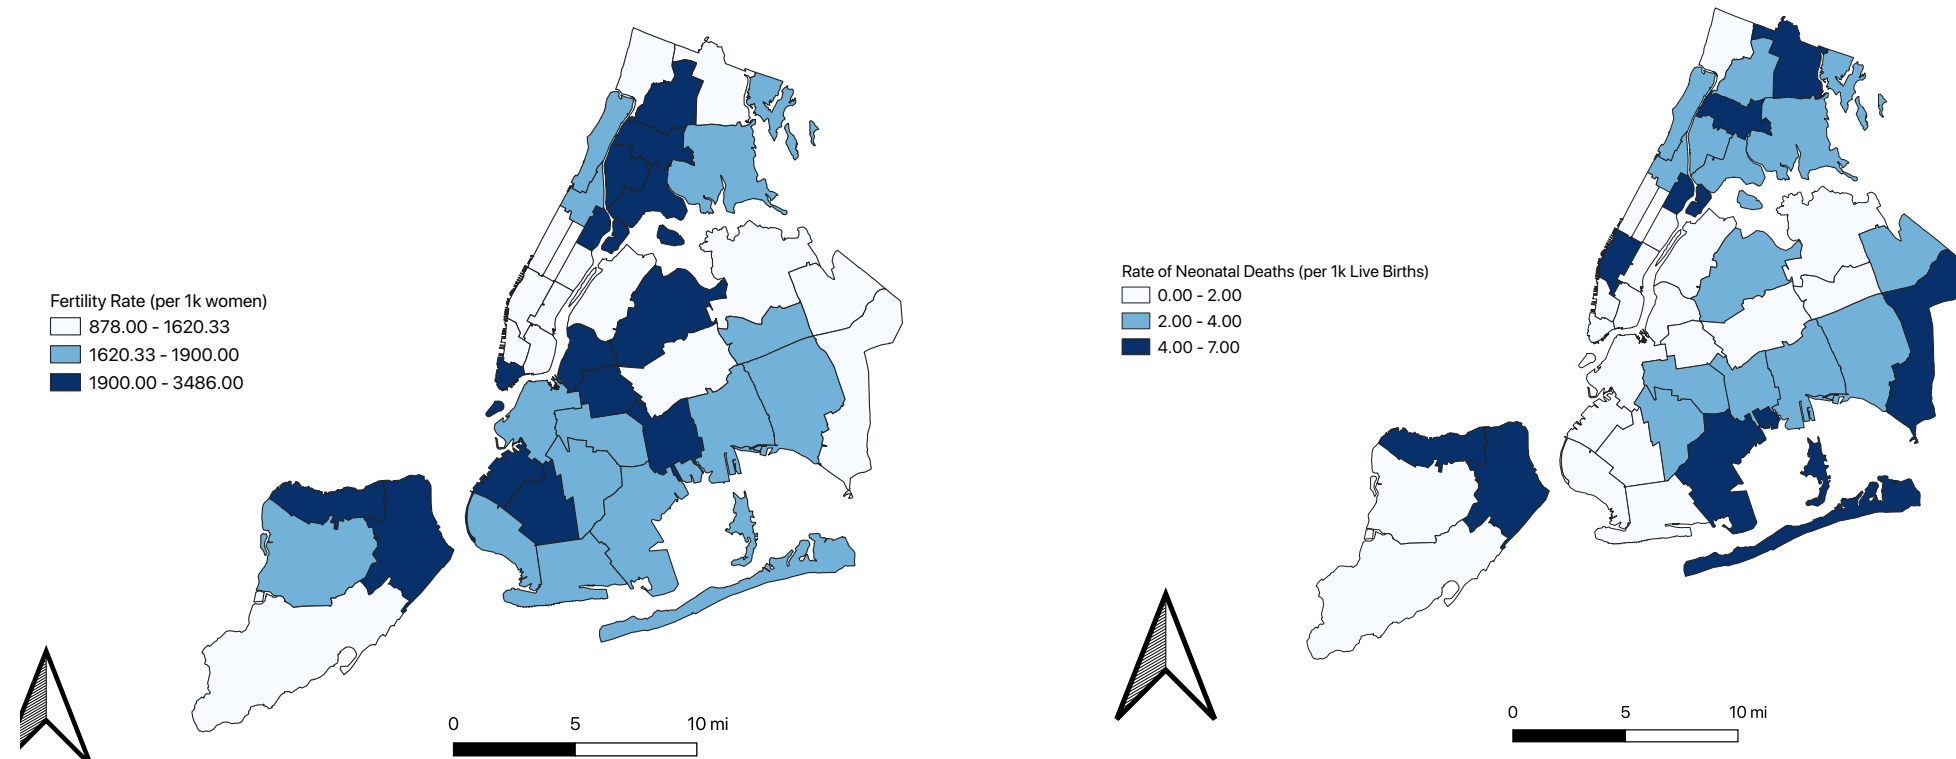 Fertility Rate (per 1k women)
878.00 - 1620.33
1620.33 - 1900.00
1900.00 - 3486.00
0 5 10 mi
Rate of Neonatal Deaths (per 1k Live Births)
0.00 - 2.00
2.00 - 4.00
4.00 - 7.00
0 5 10 mi